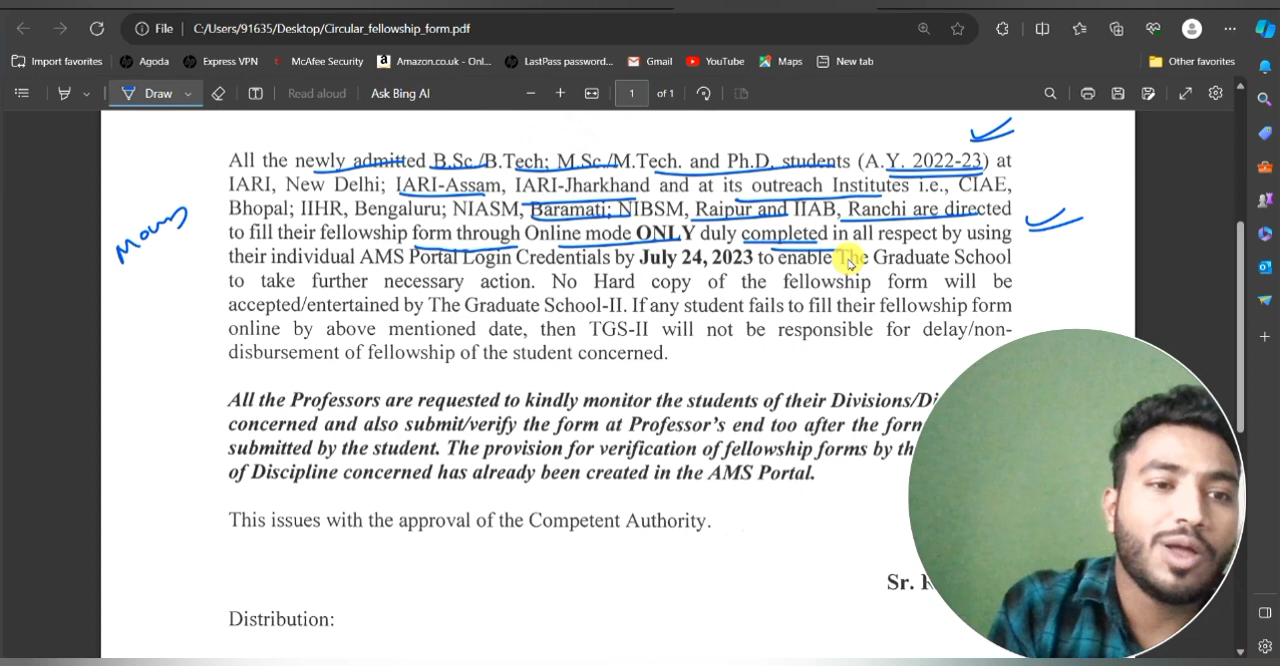 File
C:/Users/91635/Desktop/Circular_fellowship_form.pdf
Import favorites Agoda Express VPN McAfee Security Amazon.co.uk - Onl... LastPass password... Gmail YouTube Maps New tab Other favorites
Draw Read aloud Ask Bing AI 1 of 1
All the newly admitted B.Sc./B.Tech; M.Sc./M.Tech. and Ph.D. students (A.Y. 2022-23) at
IARI, New Delhi; IARI-Assam, IARI-Jharkhand and at its outreach Institutes i.e., CIAE,
Bhopal; IIHR, Bengaluru; NIASM, Baramati; NIBSM, Raipur and IIAB, Ranchi are directed
to fill their fellowship form through Online mode ONLY duly completed in all respect by using
their individual AMS Portal Login Credentials by July 24, 2023 to enable The Graduate School
to take further necessary action. No Hard copy of the fellowship form will be
accepted/entertained by The Graduate School-II. If any student fails to fill their fellowship form
online by above mentioned date, then TGS-II will not be responsible for delay/non-
disbursement of fellowship of the student concerned.
All the Professors are requested to kindly monitor the students of their Divisions/
concerned and also submit/verify the form at Professor's end too after the
submitted by the student. The provision for verification of fellowship forms by
of Discipline concerned has already been created in the AMS Portal.
This issues with the approval of the Competent Authority.
Sr.
Distribution: